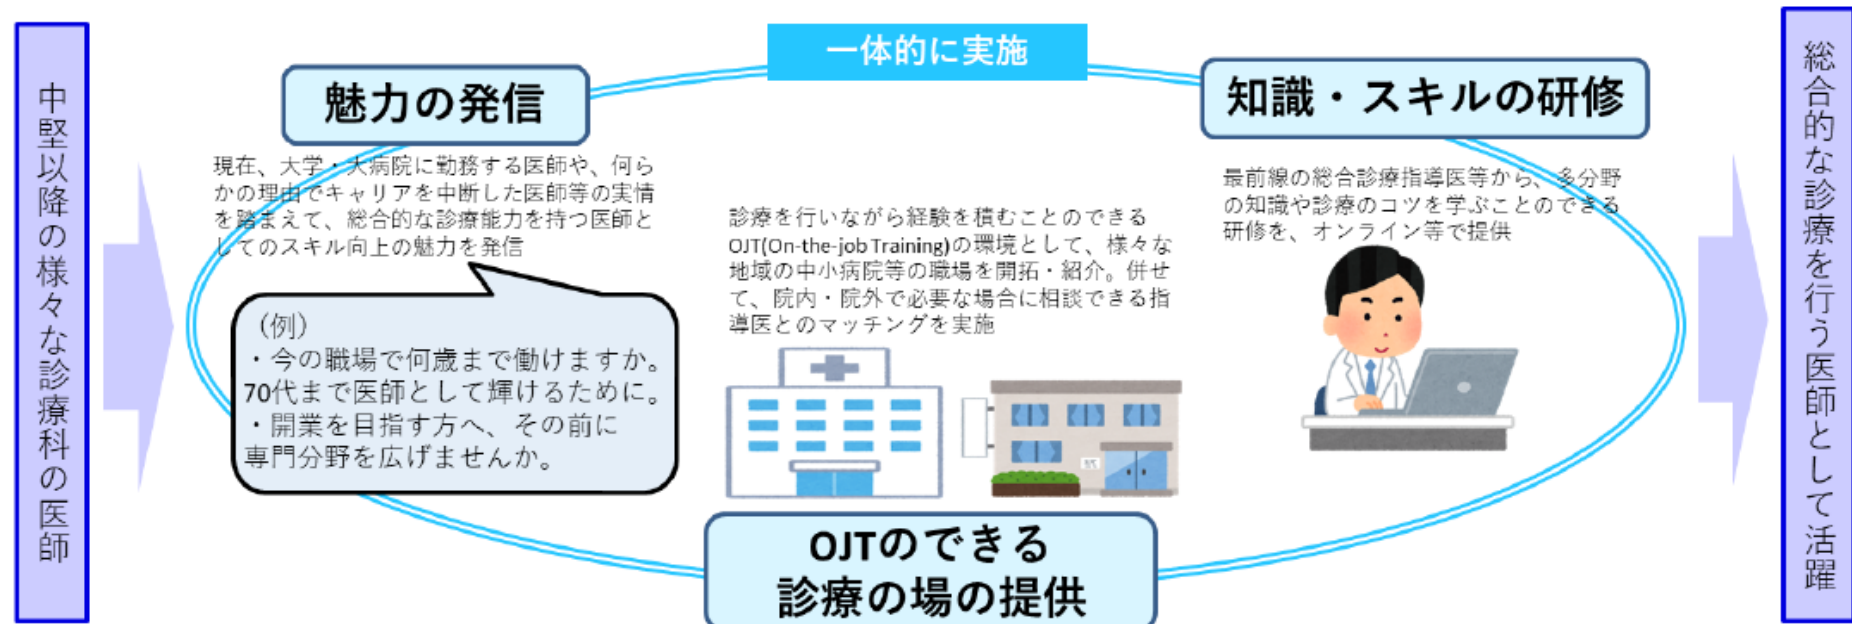 中堅以降の様々な診療科の医師
一体的に実施
魅力の発信
現在、大学・大病院に勤務する医師や、何ら
かの理由でキャリアを中断した医師等の実情
を踏まえて、総合的な診療能力を持つ医師と
してのスキル向上の魅力を発信
（例）
・今の職場で何歳まで働けますか。
70代まで医師として輝けるために。
・開業を目指す方へ、その前に
専門分野を広げませんか。
診療を行いながら経験を積むことのできる
OJT(On-the-job Training)の環境として、様々な
地域の中小病院等の職場を開拓・紹介。併せ
て、院内・院外で必要な場合に相談できる指
導医とのマッチングを実施
OJTのできる
診療の場の提供
知識・スキルの研修
最前線の総合診療指導医等から、多分野
の知識や診療のコツを学ぶことのできる
研修を、オンライン等で提供
総合的な診療を行う医師として活躍